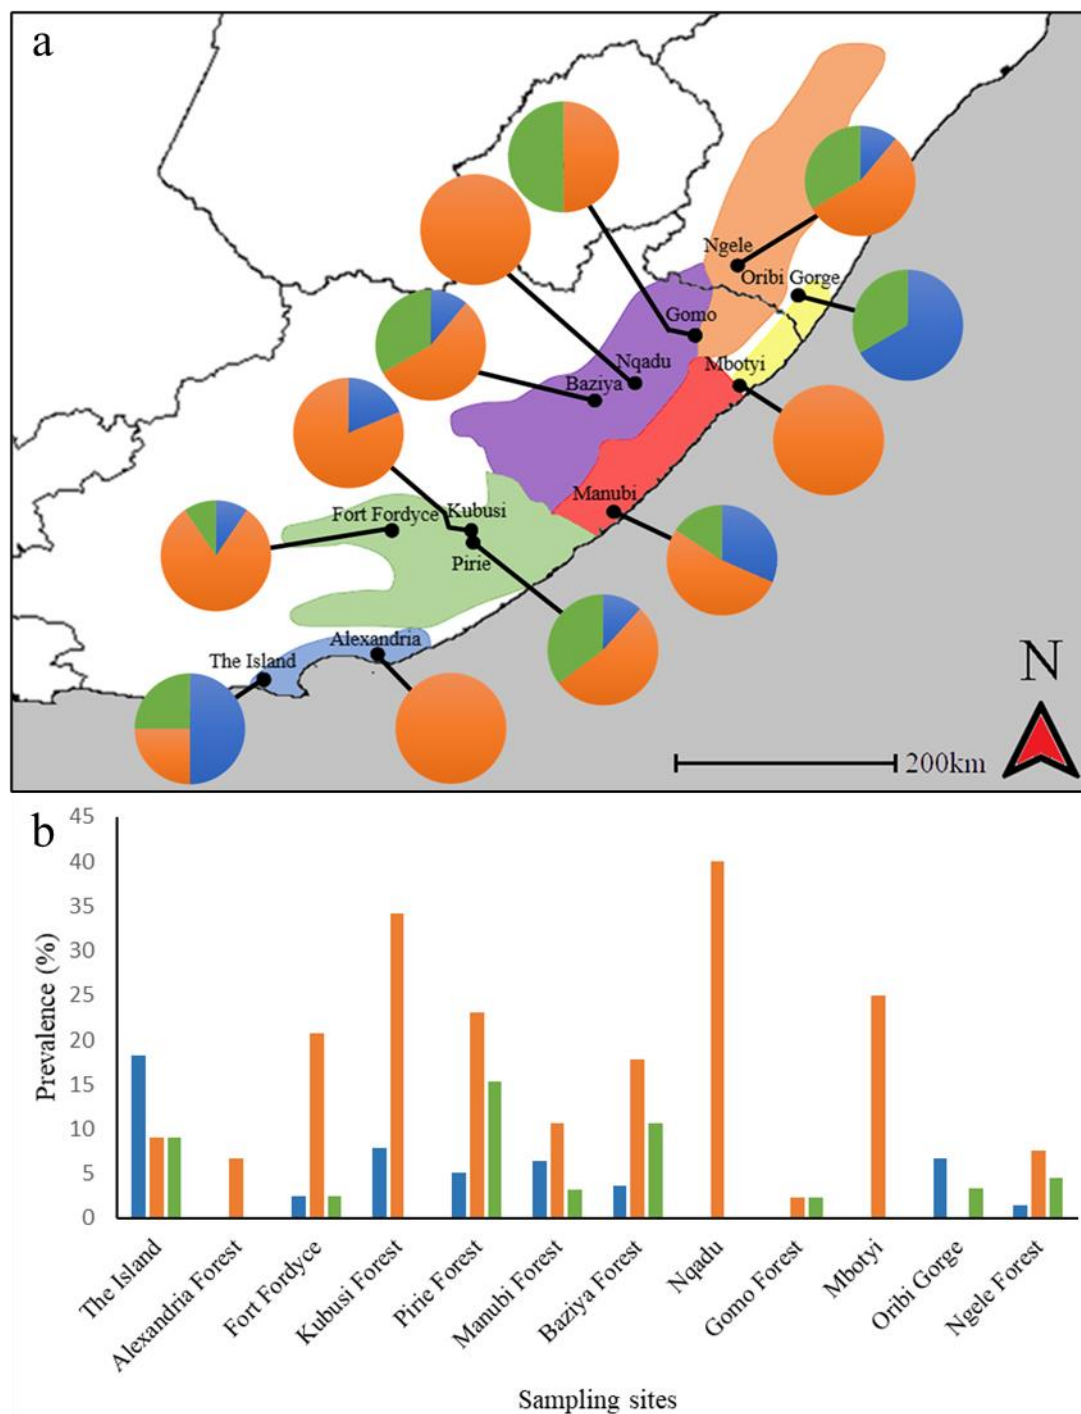 a
Ngele
Oribi Gorge
Gomo
Mbotyi
Nqadu
Baziya
Manubi
Fort Fordyce
Kubusi
Pirie
Alexandria
The Island
N
200km
b
45
40
35
30
25
20
15
10
5
0
Prevalence (%)
The Island
Alexandria Forest
Fort Fordyce
Kubusi Forest
Pirie Forest
Manubi Forest
Baziya Forest
Nqadu
Gomo Forest
Mbotyi
Oribi Gorge
Ngele Forest
Sampling sites